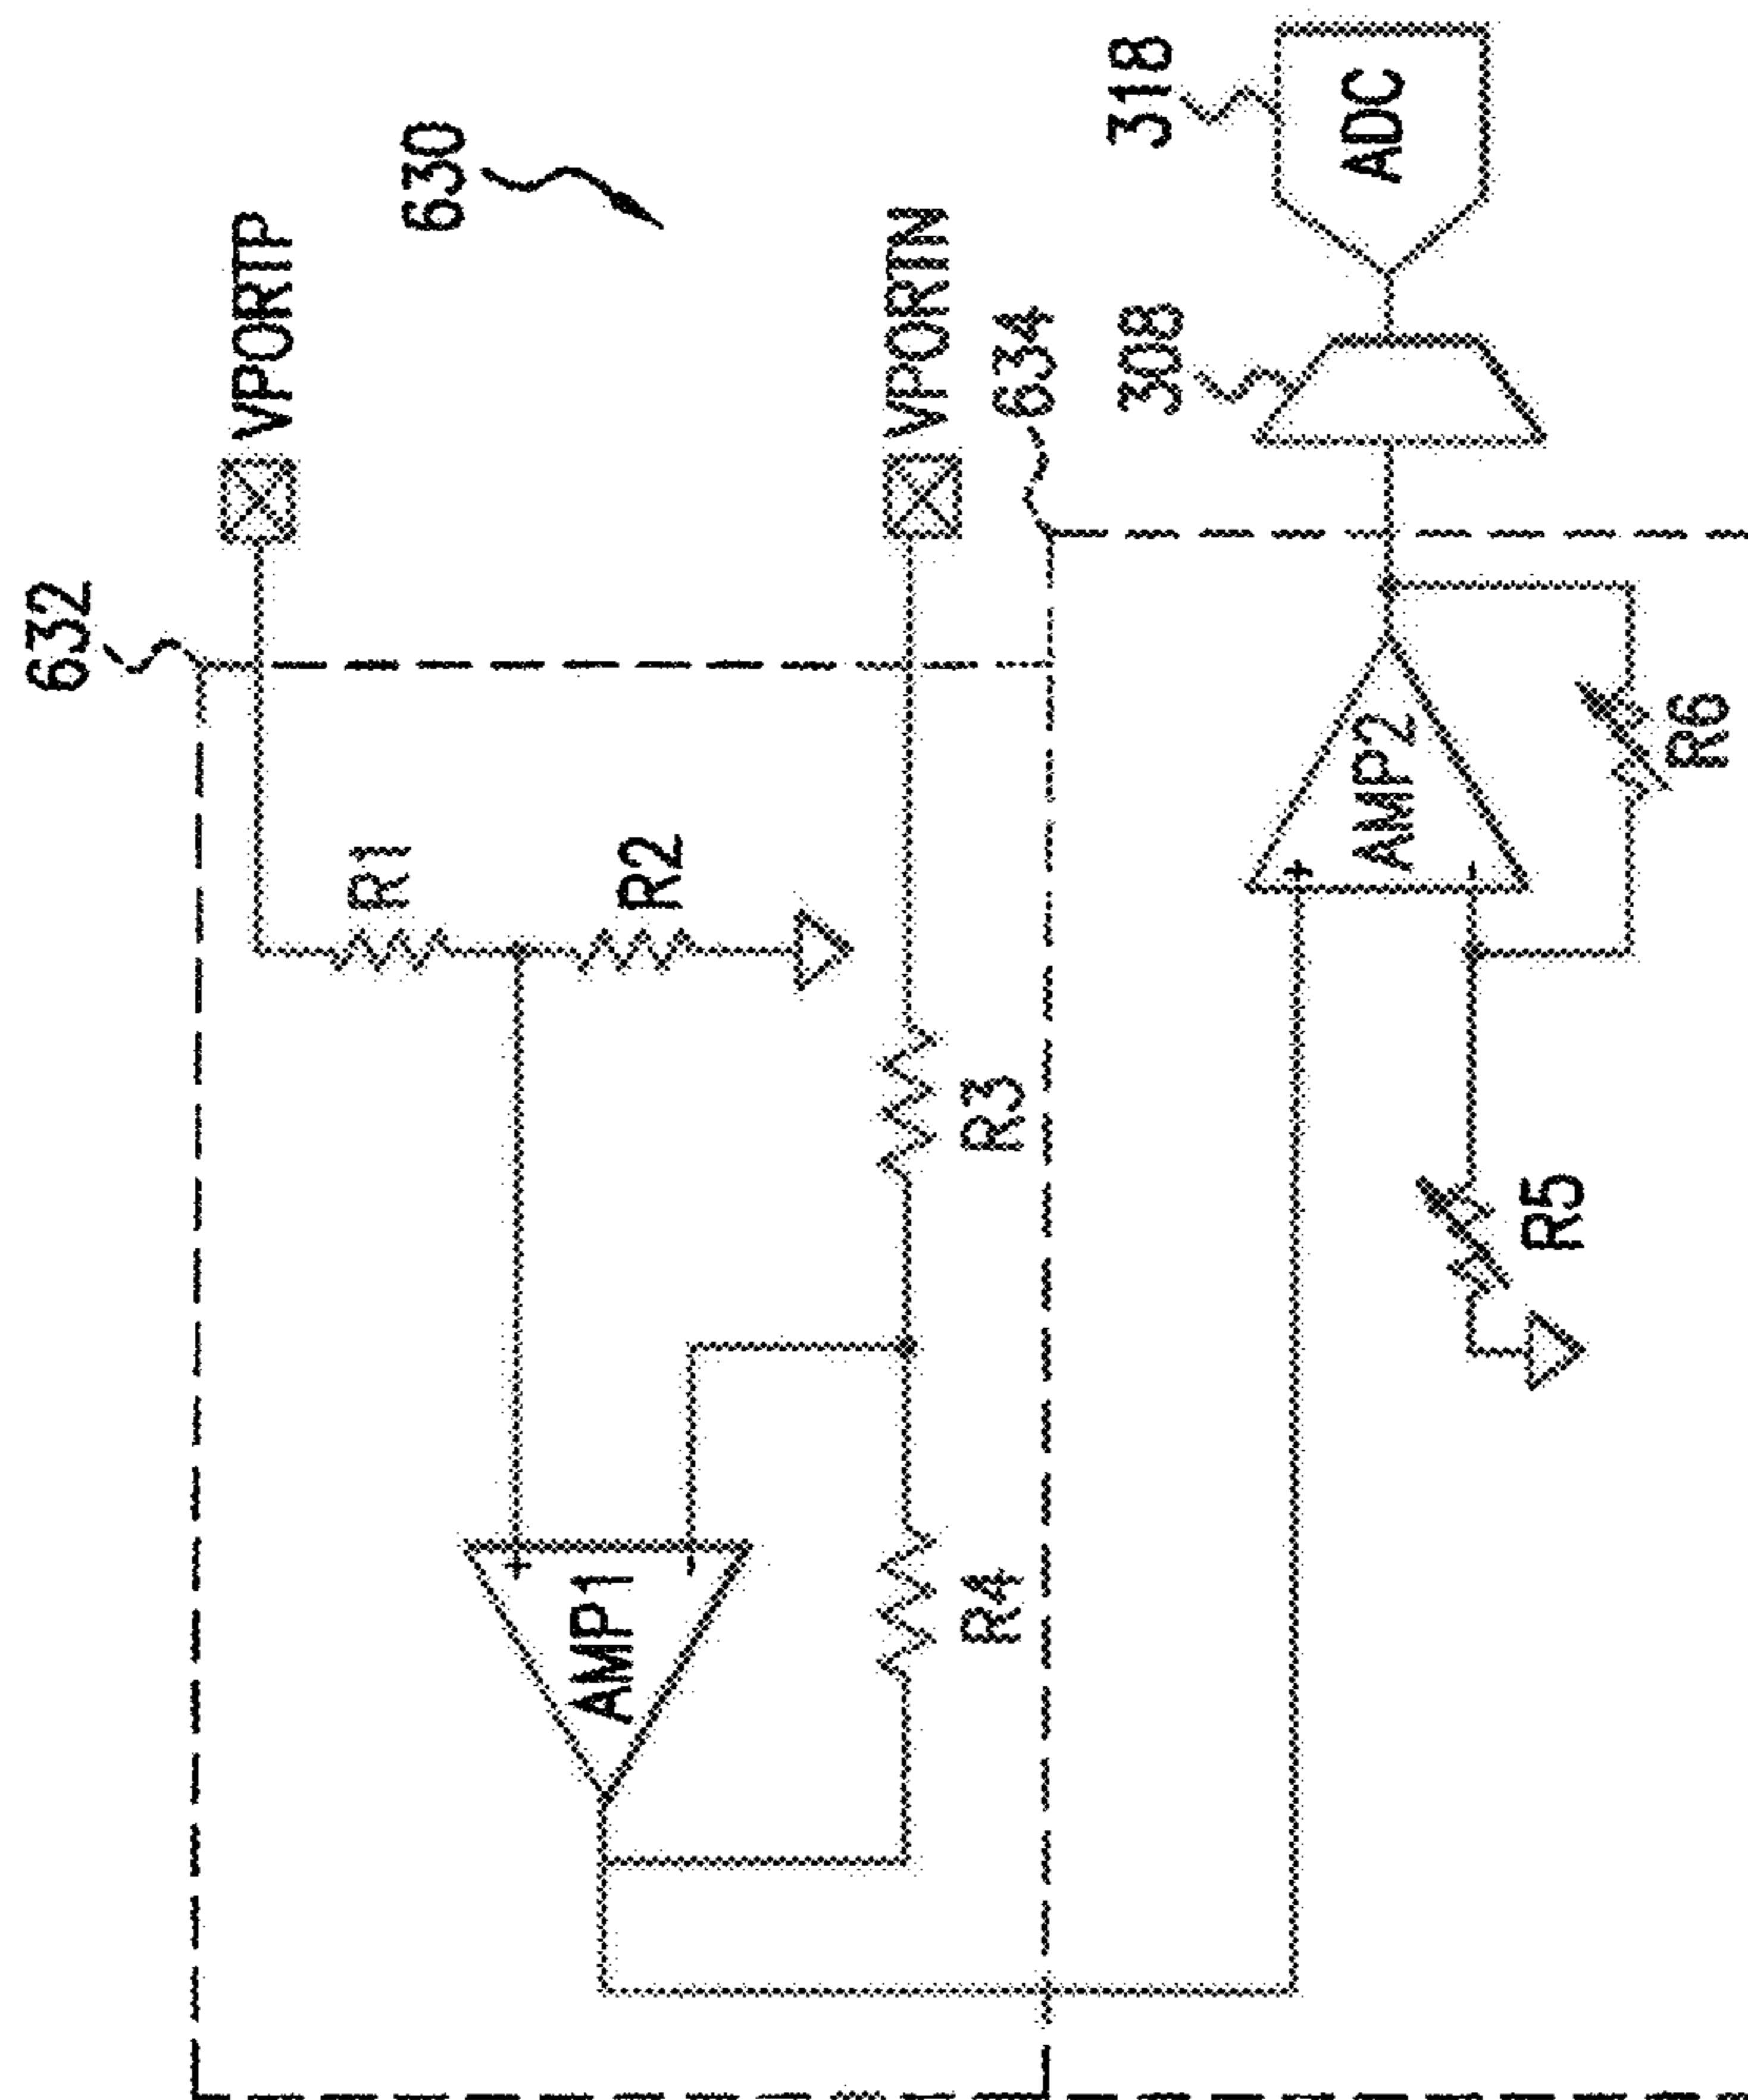 632
VPORTP
630
R1
R2
VPORTN
634
R3
+
-
AMP1
R4
318
ADC
308
+
-
AMP2
R6
R5